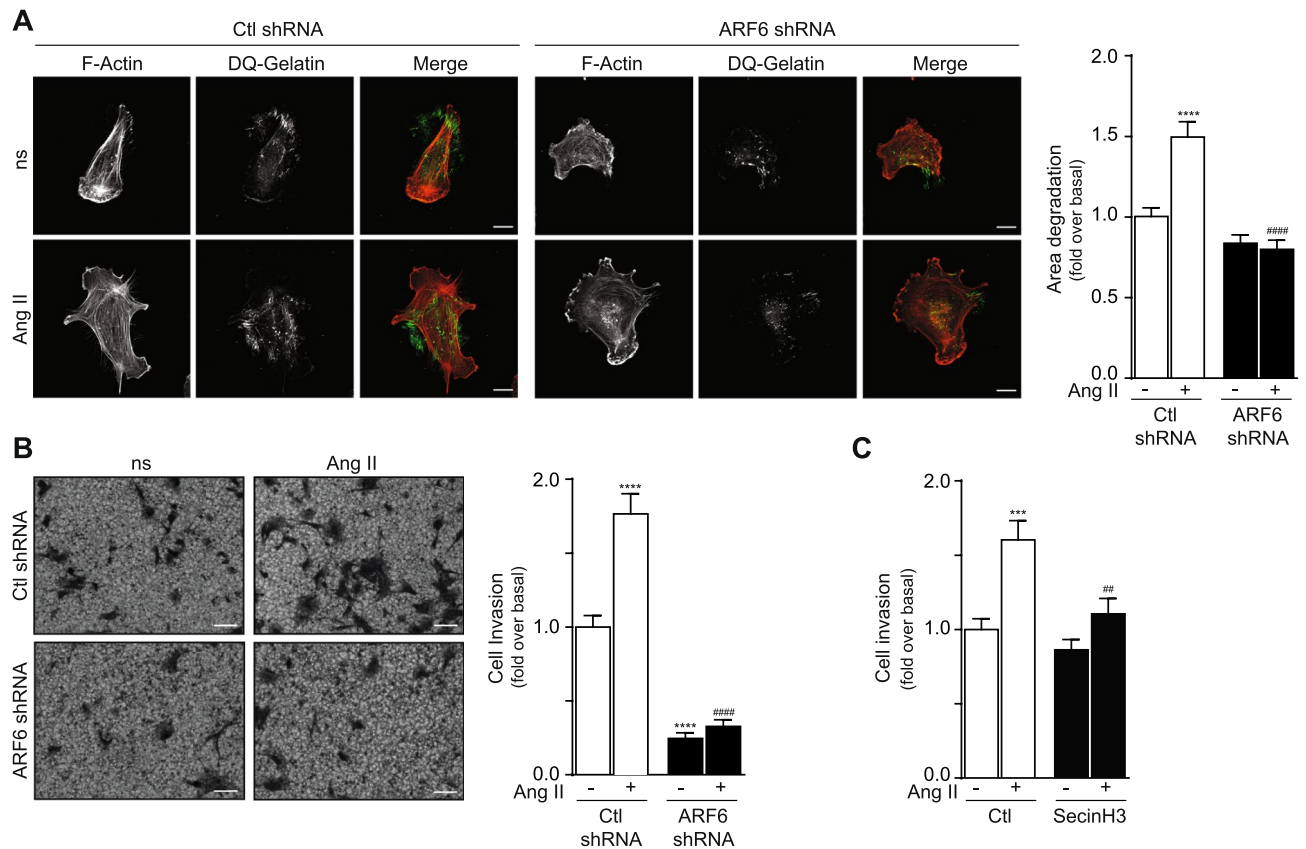 A
Ctl shRNA
ARF6 shRNA
F-Actin DQ-Gelatin Merge F-Actin DQ-Gelatin Merge
ns
Ang II
Area degradation
(fold over basal)
2.0
1.5
1.0
0.5
0.0
****
####
Ang II - + - +
Ctl shRNA
ARF6 shRNA
B
ns Ang II
Ctl shRNA
ARF6 shRNA
Cell Invasion
(fold over basal)
2.0
1.0
0.0
****
****
####
Ang II - + - +
Ctl shRNA
ARF6 shRNA
C
Cell invasion
(fold over basal)
2.0
1.0
0.0
***
##
Ang II - + - +
Ctl SecinH3